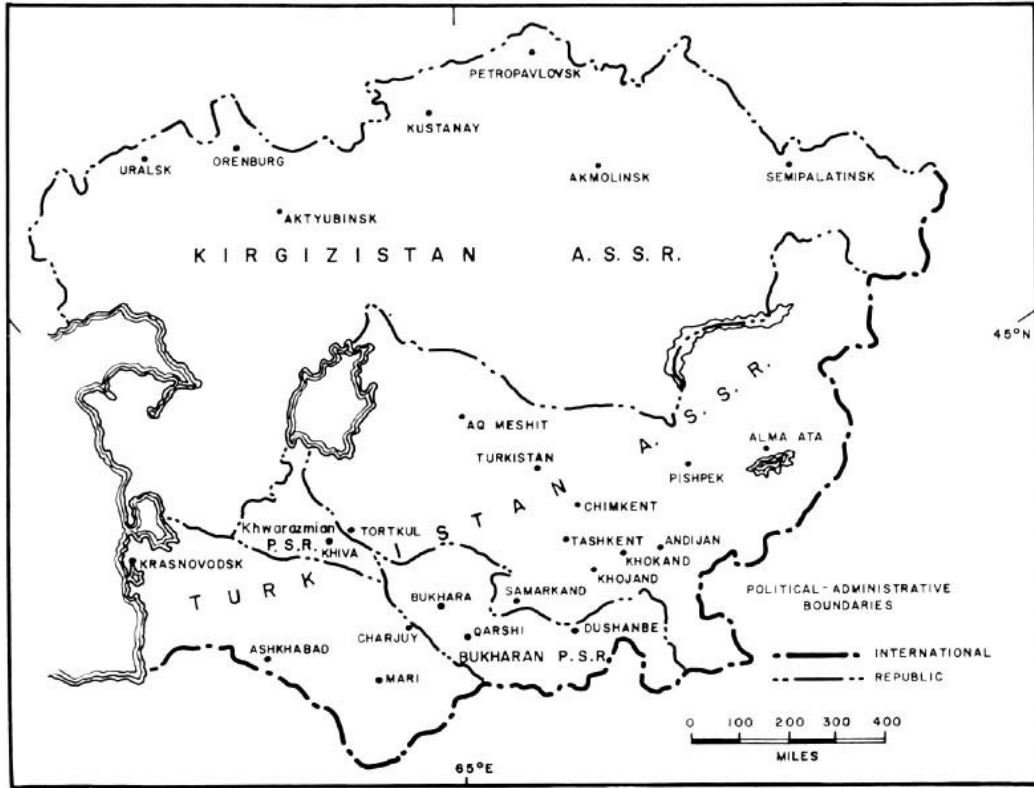 PETROPAVLOVSK
KUSTANAY
URALSK
ORENBURG
AKMOLINSK
SEMIPALATINSK
AKTYUBINSK
KIRGIZISTAN A.S.S.R.
45°N
AQ MESHIT
ALMA ATA
TURKISTAN
PISHPEK
CHIMKENT
TURKISTAN A.S.S.R.
Khwarazmian
P.S.R.
TORTKUL
KHIVA
TASHKENT
ANDIJAN
KHOKAND
KRASNOVODSK
KHOJAND
BUKHARA
SAMARKAND
CHARJUY
QARSHI
DUSHANBE
BUKHARAN P.S.R
ASHKHABAD
MARI
POLITICAL-ADMINISTRATIVE
BOUNDARIES
INTERNATIONAL
REPUBLIC
0 100 200 300 400
MILES
65°E